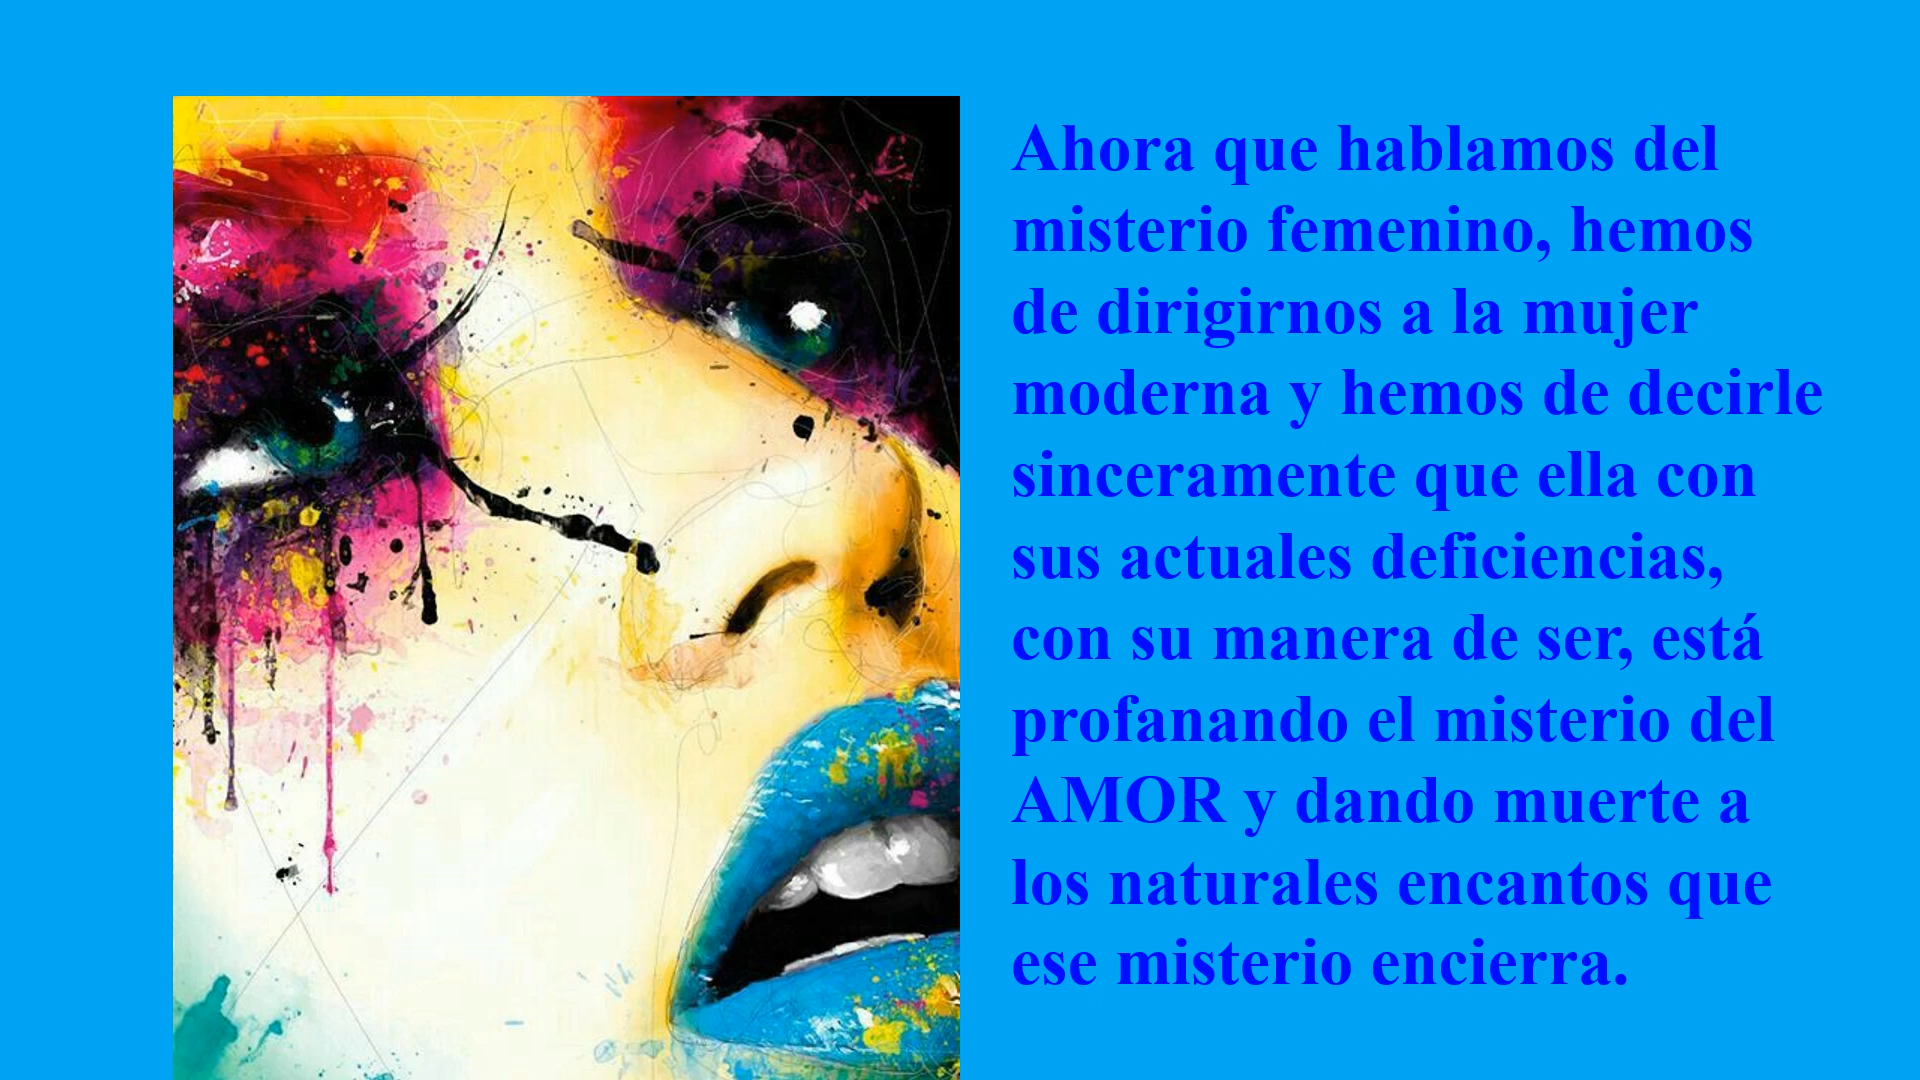 Ahora que hablamos del
misterio femenino, hemos
de dirigirnos a la mujer
moderna y hemos de decirle
sinceramente que ella con
sus actuales deficiencias,
con su manera de ser, está
profanando el misterio del
AMOR y dando muerte a
los naturales encantos que
ese misterio encierra.